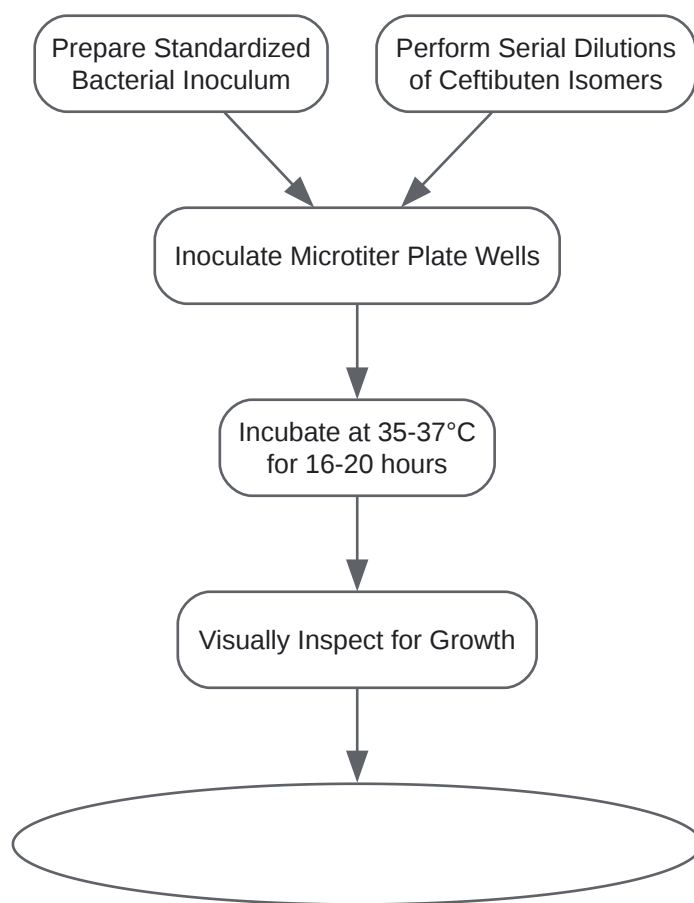 Prepare Standardized
Bacterial Inoculum
Perform Serial Dilutions
of Ceftibuten Isomers
Inoculate Microtiter Plate Wells
Incubate at 35-37°C
for 16-20 hours
Visually Inspect for Growth